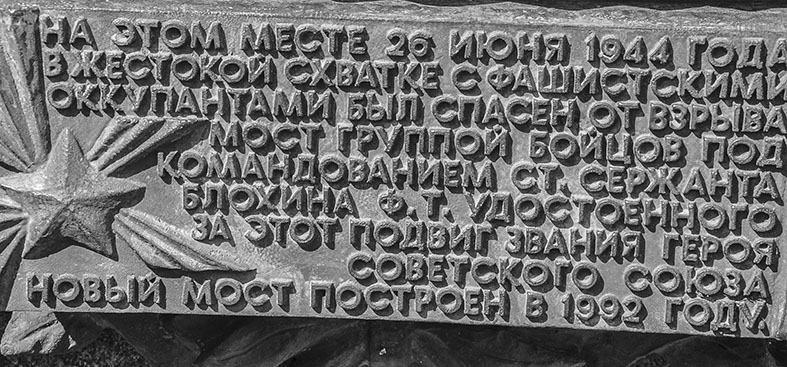 НА ЭТОМ МЕСТЕ 26 ИЮНЯ 1944 ГОДА
В ЖЕСТОКОЙ СХВАТКЕ С ФАШИСТСКИМИ
ОККУПАНТАМИ БЫЛ СПАСЕН ОТ ВЗРЫВА
МОСТ ГРУППОЙ БОЙЦОВ ПОД
КОМАНДОВАНИЕМ СТ. СЕРЖАНТА
БЛОХИНА Ф. Т. УДОСТОЕННОГО
ЗА ЭТОТ ПОДВИГ ЗВАНИЯ ГЕРОЯ
СОВЕТСКОГО СОЮЗА
НОВЫЙ МОСТ ПОСТРОЕН В 1992 ГОДУ.